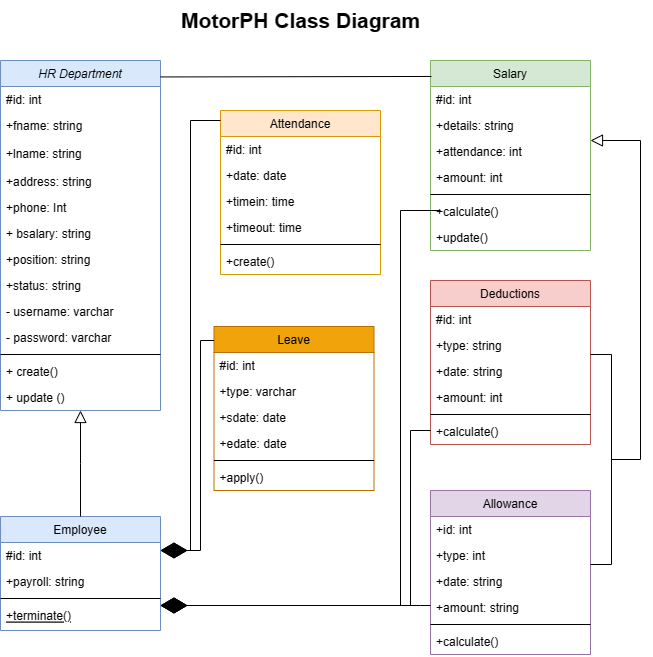 MotorPH Class Diagram
HR Department
#id: int
+fname: string
+lname: string
+address: string
+phone: Int
+ bsalary: string
+position: string
+status: string
- username: varchar
- password: varchar
+ create()
+ update ()
Attendance
#id: int
+date: date
+timein: time
+timeout: time
+create()
Salary
#id: int
+details: string
+attendance: int
+amount: int
+calculate()
+update()
Leave
#id: int
+type: varchar
+sdate: date
+edate: date
+apply()
Deductions
#id: int
+type: string
+date: string
+amount: int
+calculate()
Employee
#id: int
+payroll: string
+terminate()
Allowance
+id: int
+type: int
+date: string
+amount: string
+calculate()